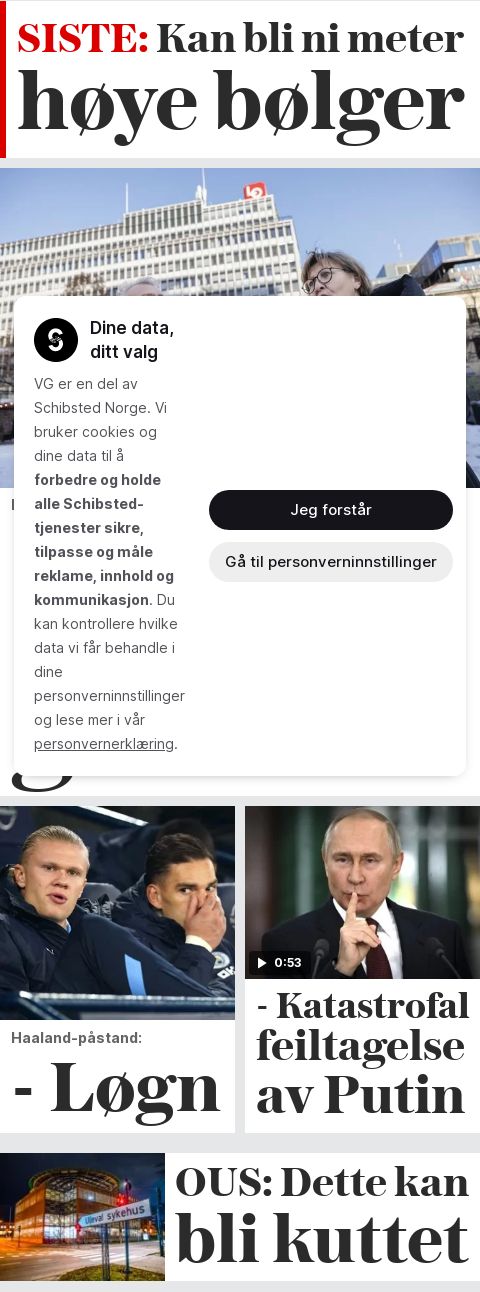 SISTE: Kan bli ni meter
høye bølger
Dine data,
ditt valg
VG er en del av
Schibsted Norge. Vi
bruker cookies og
dine data til å
forbedre og holde
alle Schibsted-
tjenester sikre,
tilpasse og måle
reklame, innhold og
kommunikasjon. Du
kan kontrollere hvilke
data vi får behandle i
dine
personverninnstillinger
og lese mer i vår
personvernerklæring.
Jeg forstår
Gå til personverninnstillinger
0:53
Haaland-påstand:
- Løgn
- Katastrofal
feiltagelse
av Putin
Ullevål sykehus
OUS: Dette kan
bli kuttet